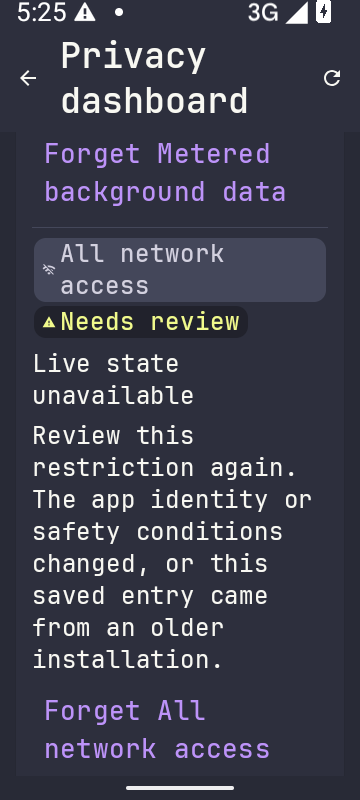 5:25
3G
Privacy
dashboard
Forget Metered
background data
All network
access
Needs review
Live state
unavailable
Review this
restriction again.
The app identity or
safety conditions
changed, or this
saved entry came
from an older
installation.
Forget All
network access